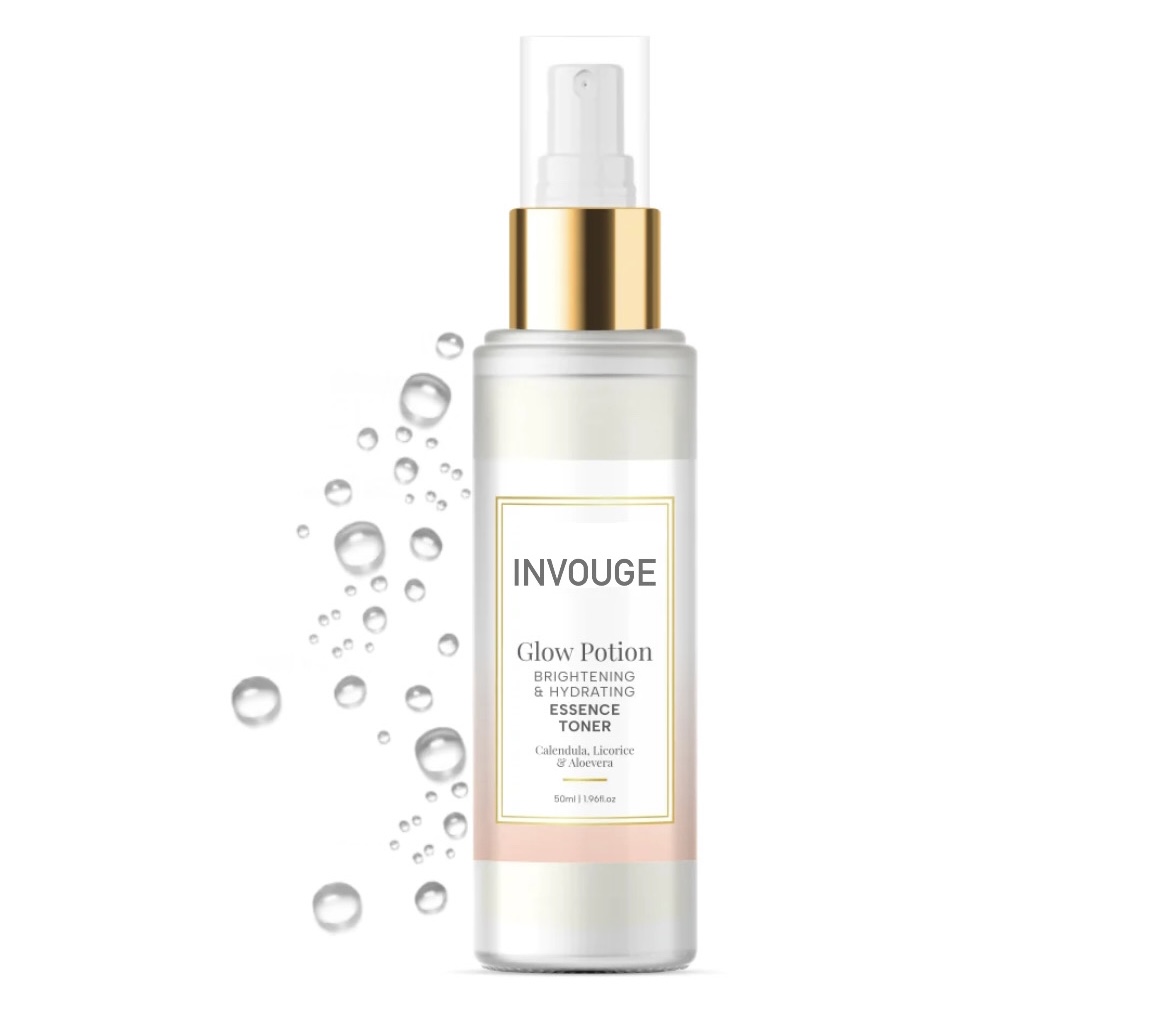 INVOUGE
Glow Potion
BRIGHTENING
& HYDRATING
ESSENCE
TONER
Calendula, Licorice
& Aloevera
50ml | 1.96fl.oz